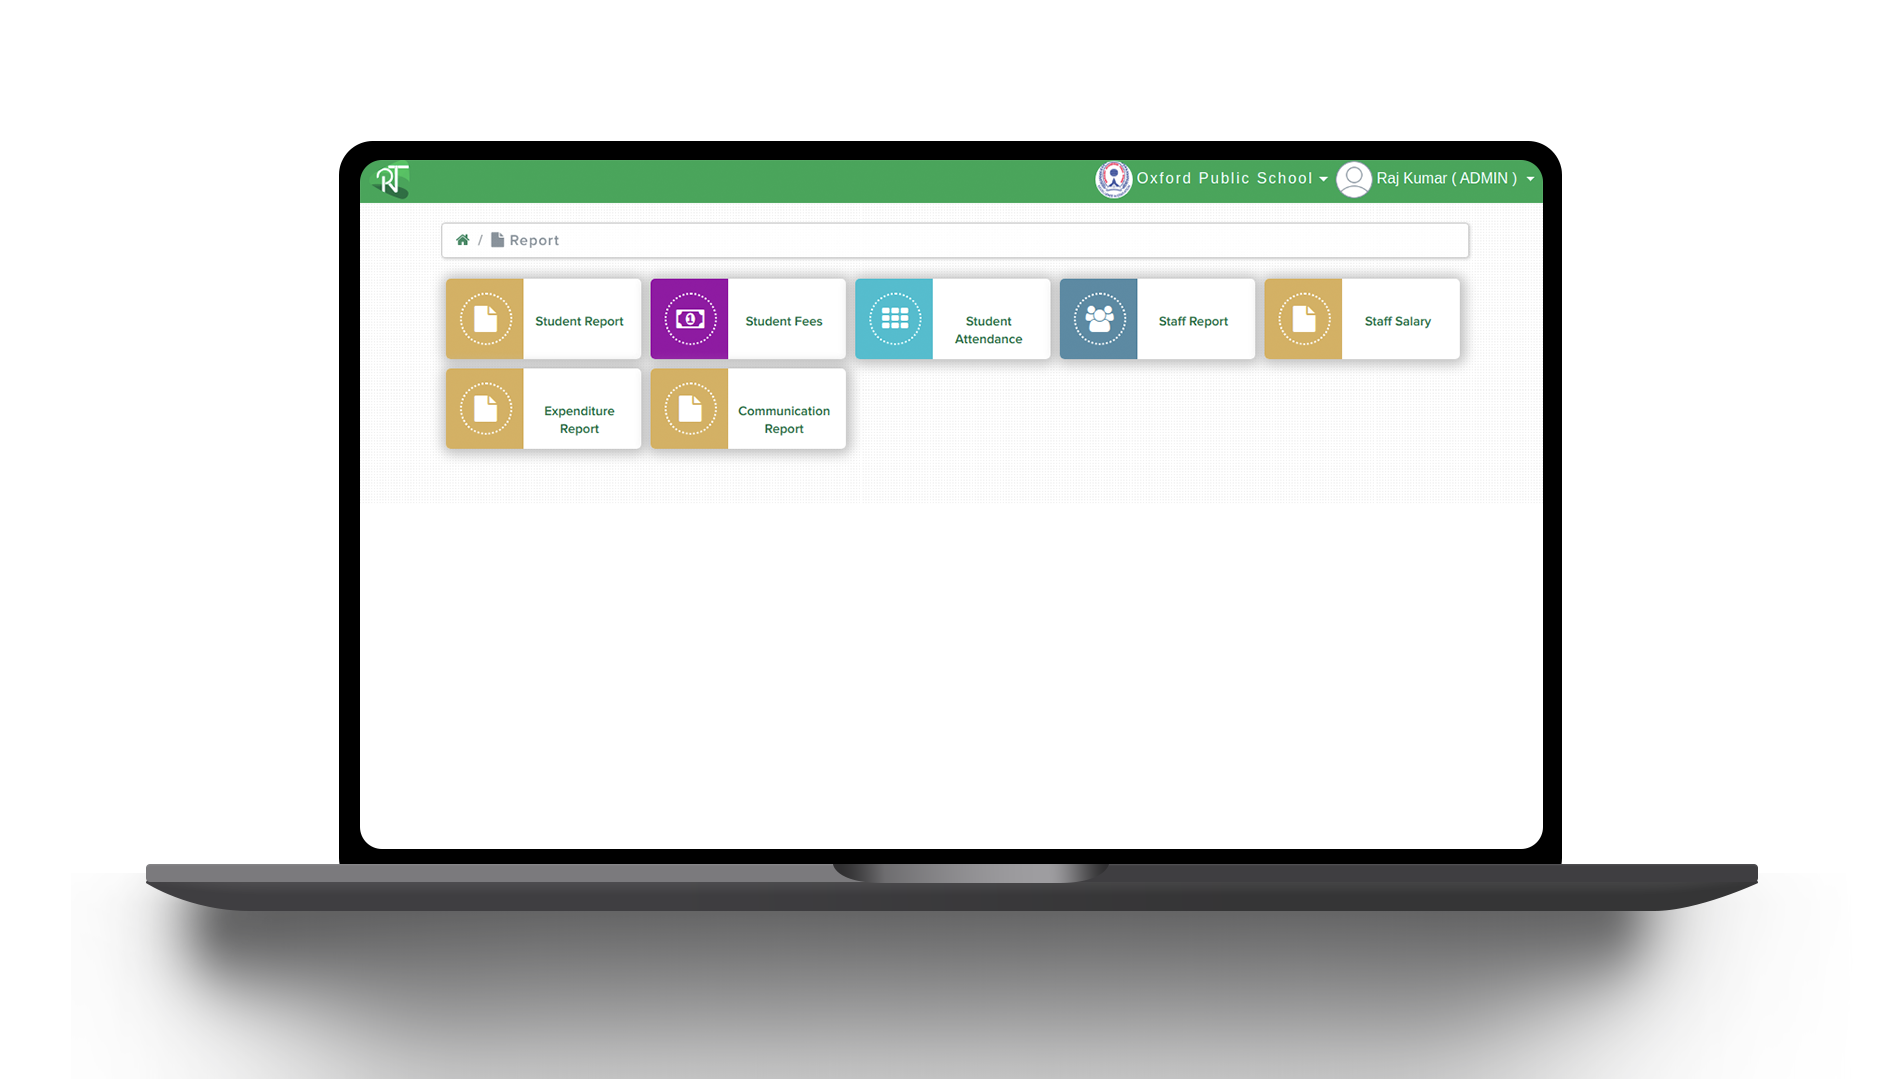 RT
Oxford Public School
Raj Kumar ( ADMIN )
/ Report
Student Report
Student Fees
Student
Attendance
Staff Report
Staff Salary
Expenditure
Report
Communication
Report